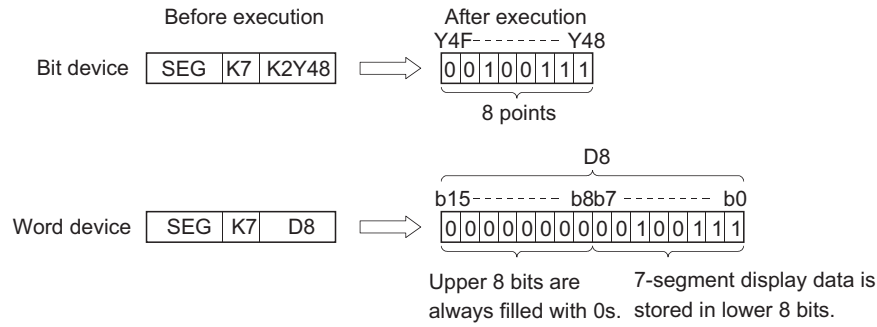 Before execution After execution
Y4F-------- Y48
Bit device SEG K7 K2Y48 0 0 1 0 0 1 1 1
8 points
D8
b15-------- b8b7 -------- b0
Word device SEG K7 D8 0 0 0 0 0 0 0 0 0 0 1 0 0 1 1 1
Upper 8 bits are 7-segment display data is
always filled with 0s. stored in lower 8 bits.